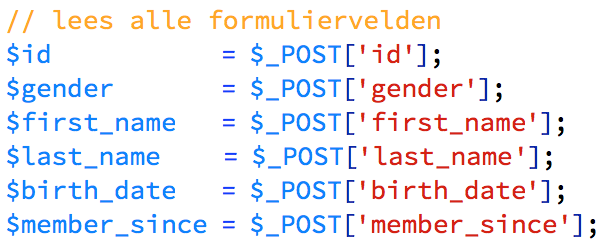 // lees alle formuliervelden
$id           = $_POST['id'];
$gender       = $_POST['gender'];
$first_name   = $_POST['first_name'];
$last_name    = $_POST['last_name'];
$birth_date   = $_POST['birth_date'];
$member_since = $_POST['member_since'];